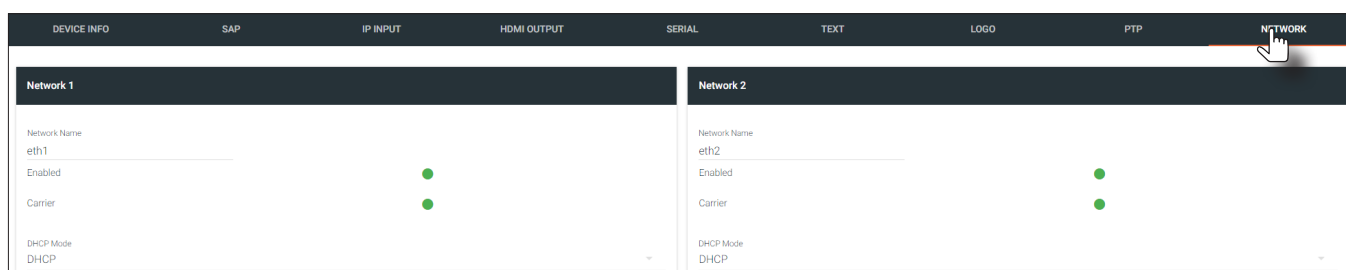 DEVICE INFO SAP IP INPUT HDMI OUTPUT SERIAL TEXT LOGO PTP NETWORK
Network 1
Network Name
eth1
Enabled
Carrier
DHCP Mode
DHCP
Network 2
Network Name
eth2
Enabled
Carrier
DHCP Mode
DHCP